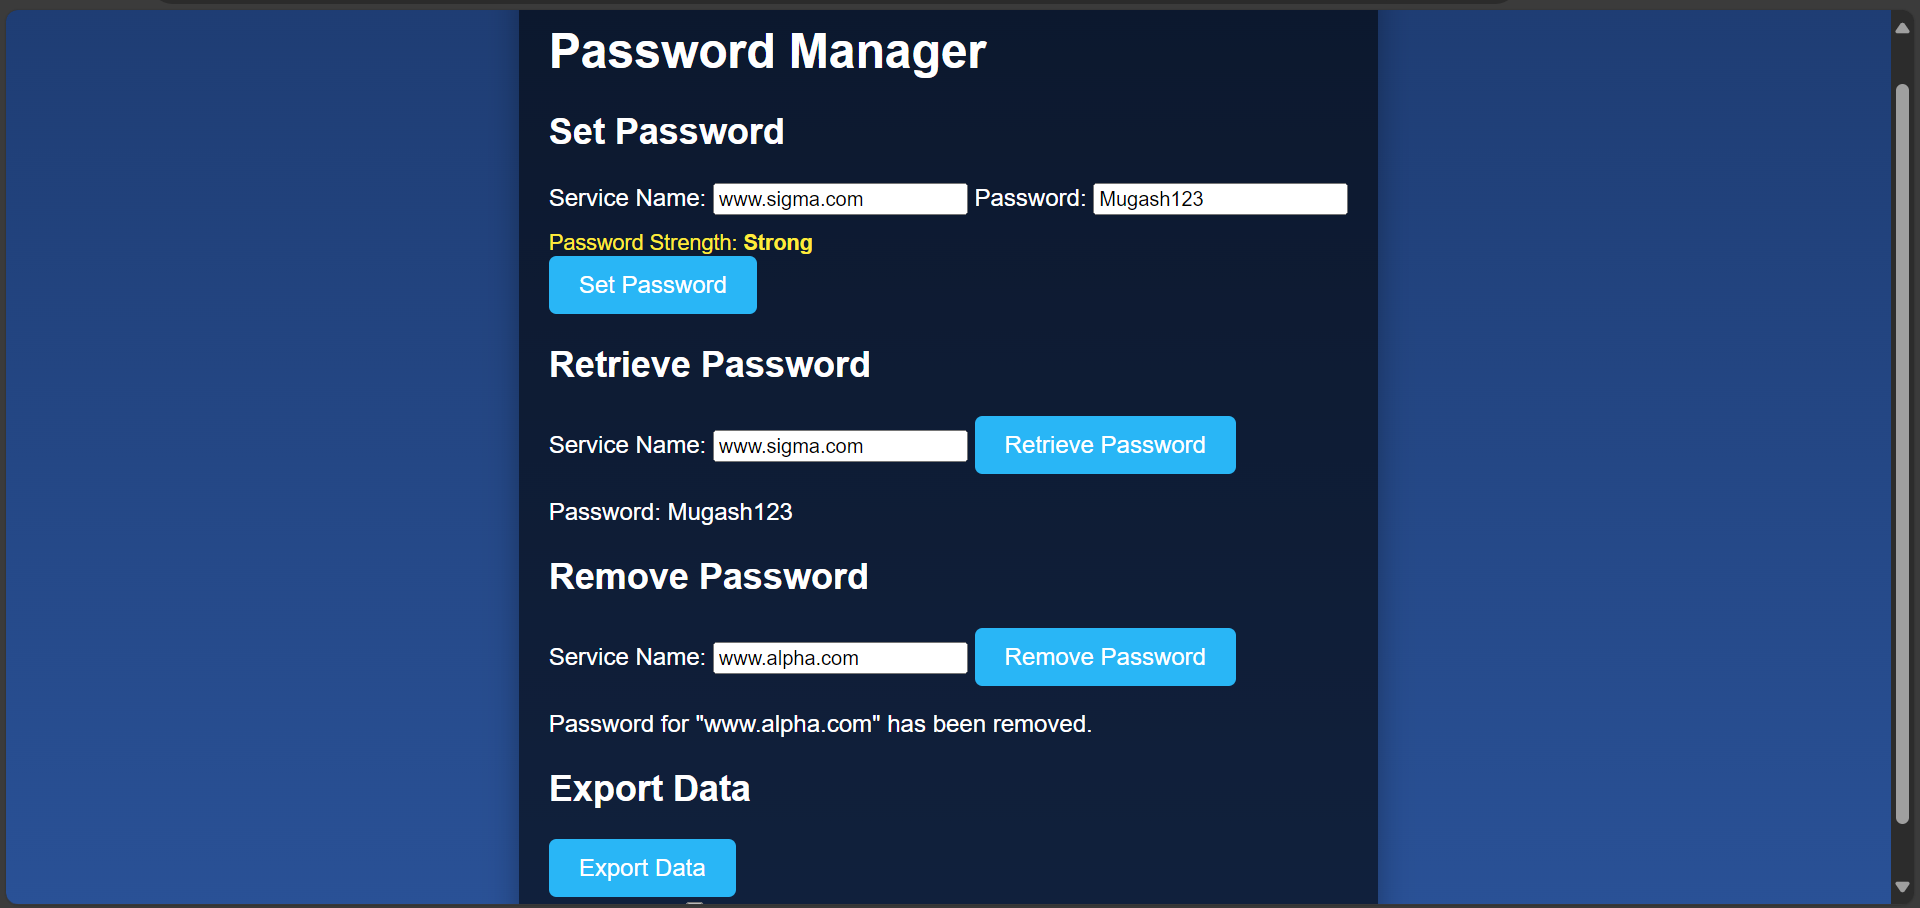 Password Manager
Set Password
Service Name: www.sigma.com Password: Mugash123
Password Strength: Strong
Set Password
Retrieve Password
Service Name: www.sigma.com Retrieve Password
Password: Mugash123
Remove Password
Service Name: www.alpha.com Remove Password
Password for "www.alpha.com" has been removed.
Export Data
Export Data